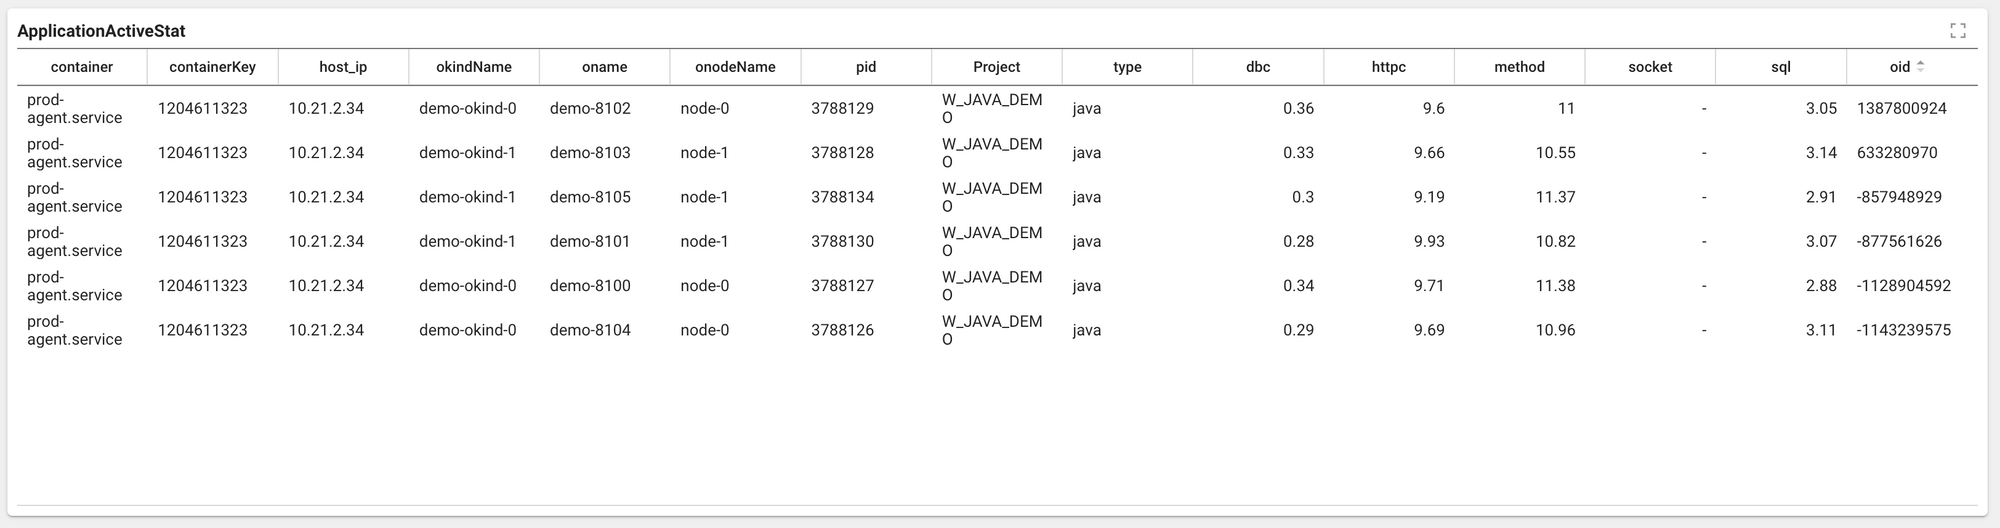 ApplicationActiveStat
container containerKey host_ip okindName oname onodeName pid Project type dbc httpc method socket sql oid
prod-
agent.service 1204611323 10.21.2.34 demo-okind-0 demo-8102 node-0 3788129 W_JAVA_DEM
O java 0.36 9.6 11 - 3.05 1387800924
prod-
agent.service 1204611323 10.21.2.34 demo-okind-1 demo-8103 node-1 3788128 W_JAVA_DEM
O java 0.33 9.66 10.55 - 3.14 633280970
prod-
agent.service 1204611323 10.21.2.34 demo-okind-1 demo-8105 node-1 3788134 W_JAVA_DEM
O java 0.3 9.19 11.37 - 2.91 -857948929
prod-
agent.service 1204611323 10.21.2.34 demo-okind-1 demo-8101 node-1 3788130 W_JAVA_DEM
O java 0.28 9.93 10.82 - 3.07 -877561626
prod-
agent.service 1204611323 10.21.2.34 demo-okind-0 demo-8100 node-0 3788127 W_JAVA_DEM
O java 0.34 9.71 11.38 - 2.88 -1128904592
prod-
agent.service 1204611323 10.21.2.34 demo-okind-0 demo-8104 node-0 3788126 W_JAVA_DEM
O java 0.29 9.69 10.96 - 3.11 -1143239575